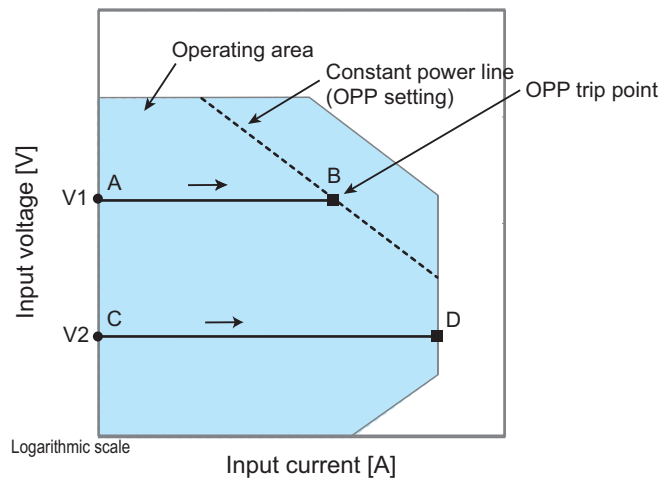 Operating area
Constant power line
(OPP setting)
OPP trip point
Input voltage [V]
V1
A
B
V2
C
D
Logarithmic scale
Input current [A]